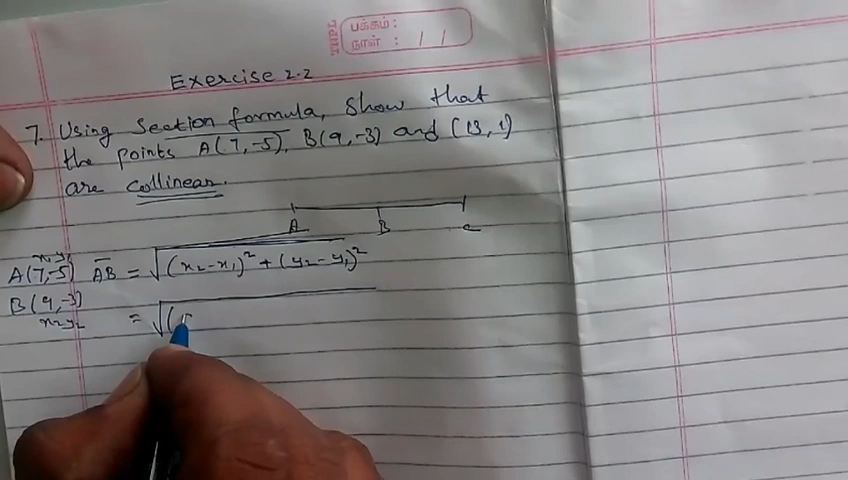 பக்கம்:
நாள் : / /
Exercise 2.2
7. Using Section formula, show that
the points A(7,-5), B(9,-3) and (13,1)
are collinear.
A B C
A(7,-5) x₁ y₁ AB = √(x₂-x₁)²+(y₂-y₁)²
B(9,-3)
x₂ y₂ = √(